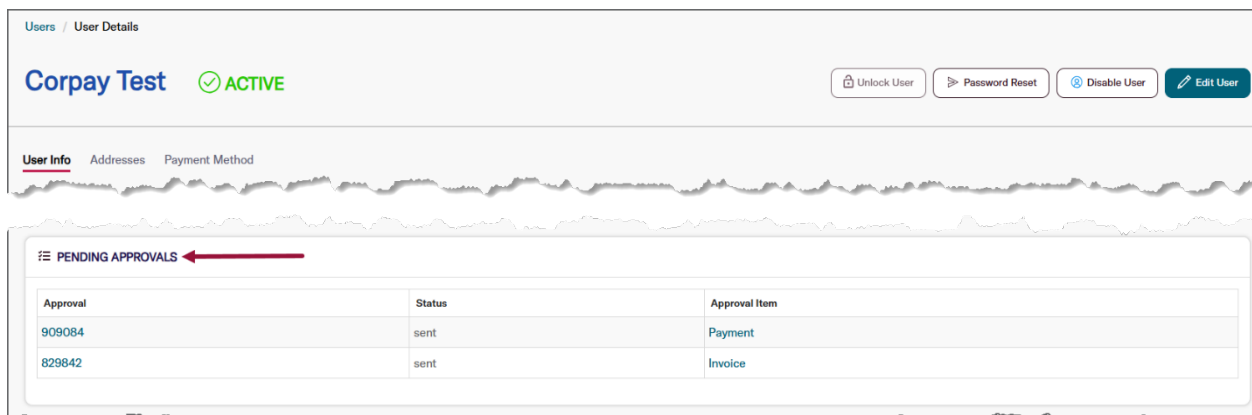 Users / User Details
Corpay Test ACTIVE Unlock User Password Reset Disable User Edit User
User Info Addresses Payment Method
PENDING APPROVALS
Approval Status Approval Item
909084 sent Payment
829842 sent Invoice